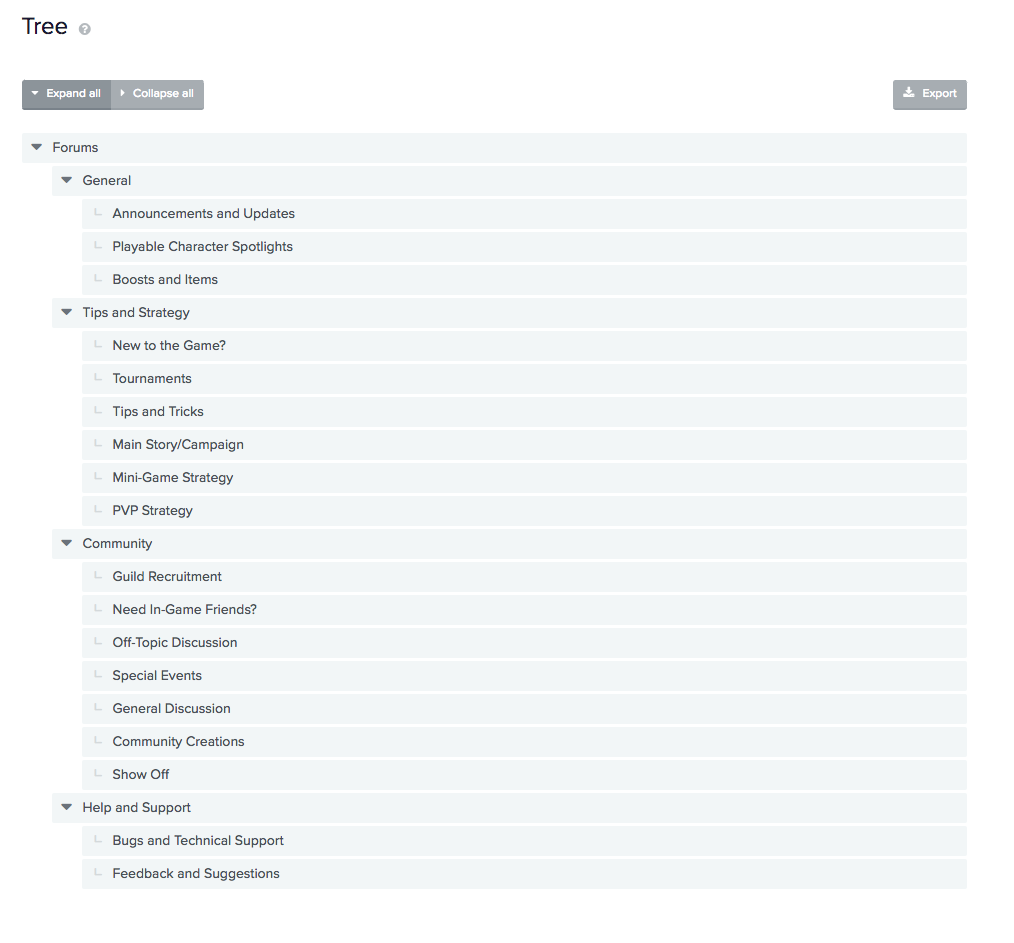 Tree ?
Expand all Collapse all Export
Forums
General
Announcements and Updates
Playable Character Spotlights
Boosts and Items
Tips and Strategy
New to the Game?
Tournaments
Tips and Tricks
Main Story/Campaign
Mini-Game Strategy
PVP Strategy
Community
Guild Recruitment
Need In-Game Friends?
Off-Topic Discussion
Special Events
General Discussion
Community Creations
Show Off
Help and Support
Bugs and Technical Support
Feedback and Suggestions